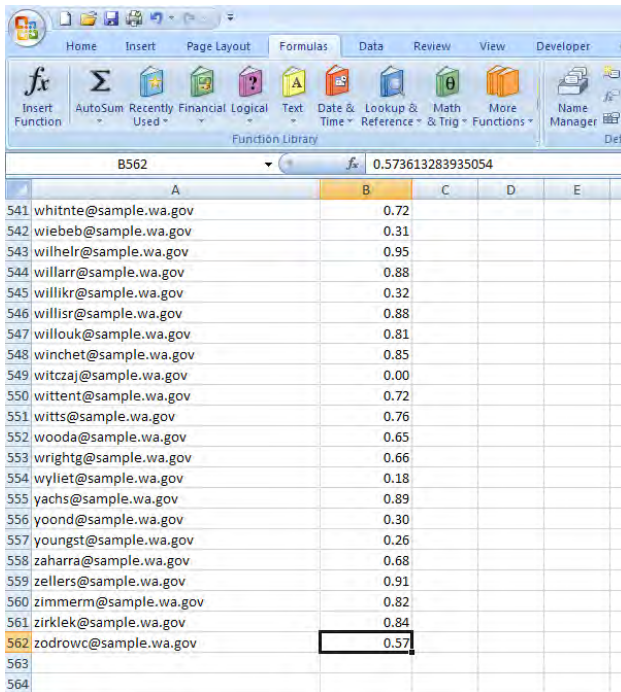 Home Insert Page Layout Formulas Data Review View Developer
fx Σ ? A θ
Insert Function AutoSum Recently Used Financial Logical Text Date & Time Lookup & Reference Math & Trig More Functions Name Manager
Function Library
B562 fx 0.573613283935054
A B C D E
541 whitnte@sample.wa.gov 0.72
542 wiebeb@sample.wa.gov 0.31
543 wilhelr@sample.wa.gov 0.95
544 willarr@sample.wa.gov 0.88
545 willikr@sample.wa.gov 0.32
546 willisr@sample.wa.gov 0.88
547 willouk@sample.wa.gov 0.81
548 winchet@sample.wa.gov 0.85
549 witczaj@sample.wa.gov 0.00
550 wittent@sample.wa.gov 0.72
551 witts@sample.wa.gov 0.76
552 wooda@sample.wa.gov 0.65
553 wrightg@sample.wa.gov 0.66
554 wyliet@sample.wa.gov 0.18
555 yachs@sample.wa.gov 0.89
556 yoond@sample.wa.gov 0.30
557 youngst@sample.wa.gov 0.26
558 zaharra@sample.wa.gov 0.68
559 zellers@sample.wa.gov 0.91
560 zimmerm@sample.wa.gov 0.82
561 zirklek@sample.wa.gov 0.84
562 zodrowc@sample.wa.gov 0.57
563
564